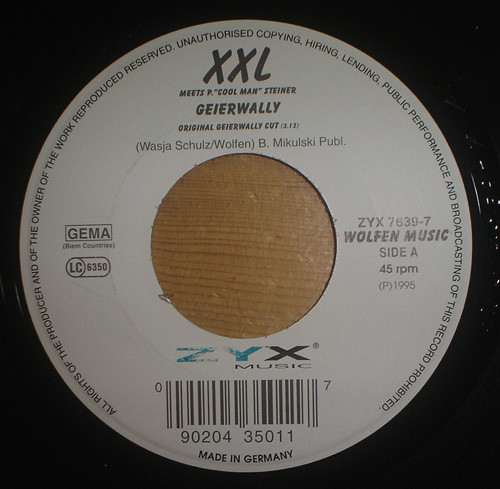 ALL RIGHTS OF THE PRODUCER AND OF THE OWNER OF THE WORK REPRODUCED RESERVED. UNAUTHORISED COPYING, HIRING, LENDING, PUBLIC PERFORMANCE AND BROADCASTING OF THIS RECORD PROHIBITED.
XXL
MEETS P."COOL MAN" STEINER
GEIERWALLY
ORIGINAL GEIERWALLY CUT (3.13)
(Wasja Schulz/Wolfen) B. Mikulski Publ.
GEMA
(Biem Countries)
LC 6350
ZYX 7639-7
WOLFEN MUSIC
SIDE A
45 rpm
(P)1995
ZYX®
MUSIC
0 90204 35011 7
MADE IN GERMANY